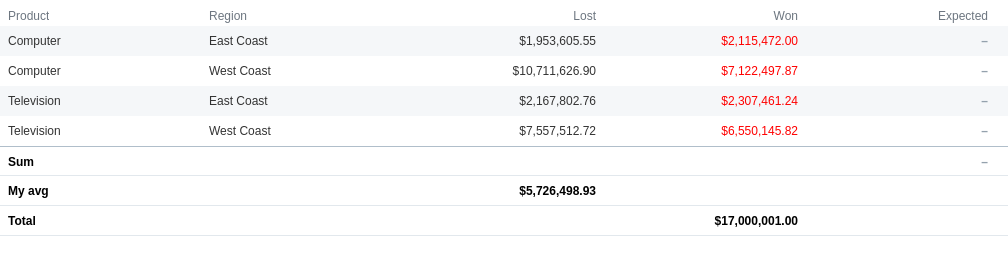 Product Region Lost Won Expected
Computer East Coast $1,953,605.55 $2,115,472.00 –
Computer West Coast $10,711,626.90 $7,122,497.87 –
Television East Coast $2,167,802.76 $2,307,461.24 –
Television West Coast $7,557,512.72 $6,550,145.82 –
Sum –
My avg $5,726,498.93
Total $17,000,001.00